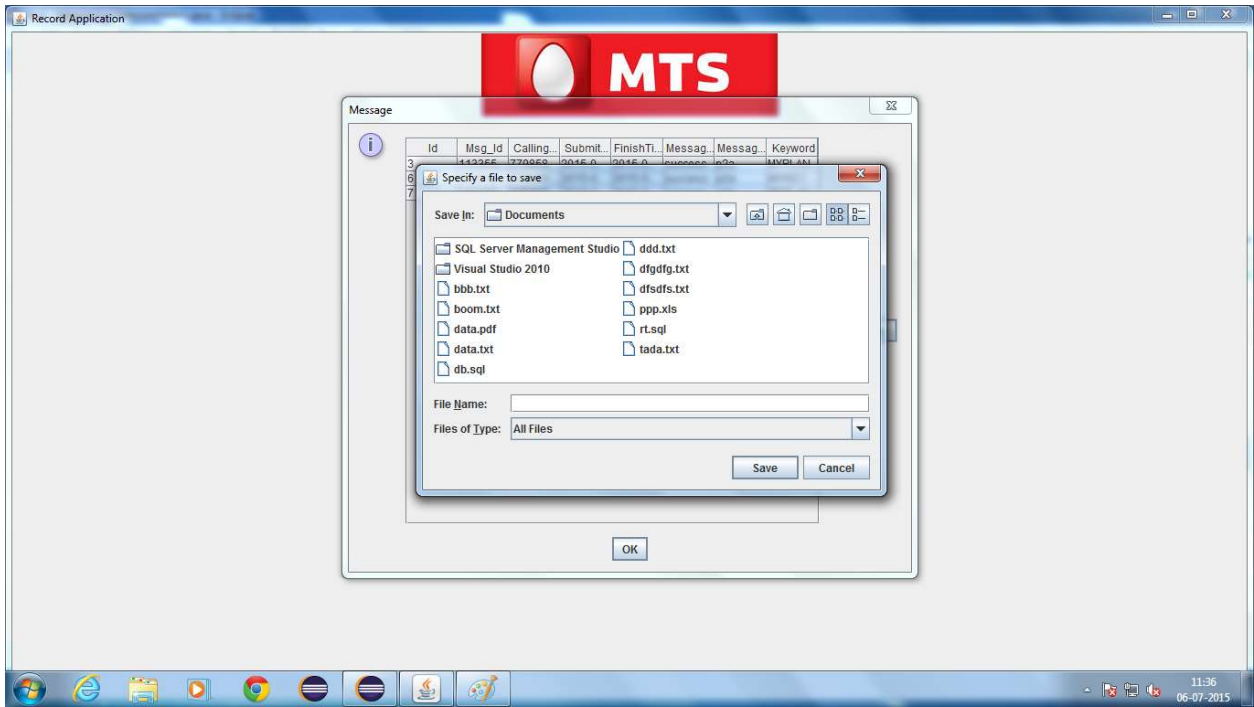 Record Application
MTS
Message
Id Msg_Id Calling... Submit... FinishTi... Messag... Messag... Keyword
3
6
7
Specify a file to save
Save In: Documents
SQL Server Management Studio ddd.txt
Visual Studio 2010 dfgdfg.txt
bbb.txt dfsdfs.txt
boom.txt ppp.xls
data.pdf rt.sql
data.txt tada.txt
db.sql
File Name:
Files of Type: All Files
Save Cancel
OK
11:36
06-07-2015